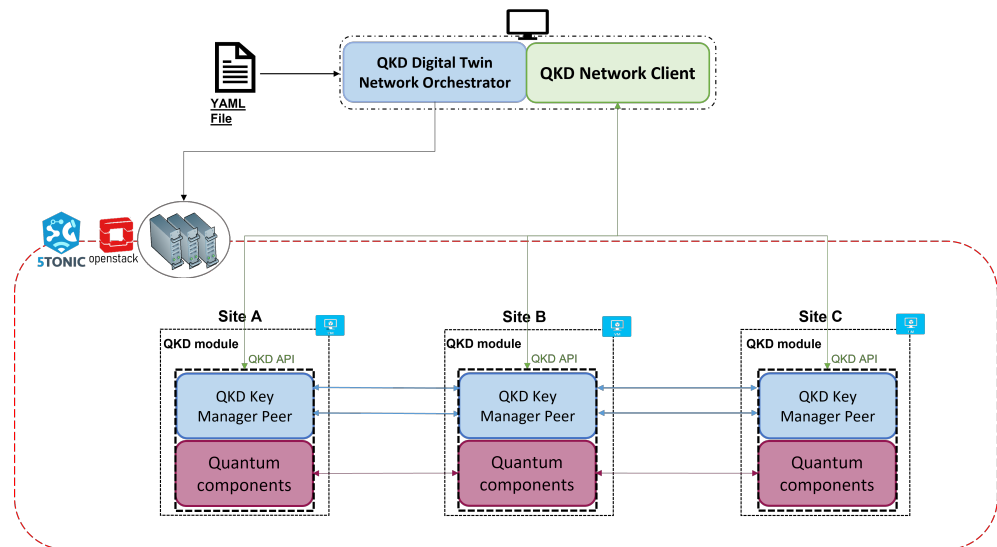 QKD Digital Twin
Network Orchestrator
QKD Network Client
YAML
File
5TONIC
openstack
Site A
Site B
Site C
QKD module
QKD module
QKD module
QKD API
QKD API
QKD API
QKD Key
Manager Peer
QKD Key
Manager Peer
QKD Key
Manager Peer
Quantum
components
Quantum
components
Quantum
components